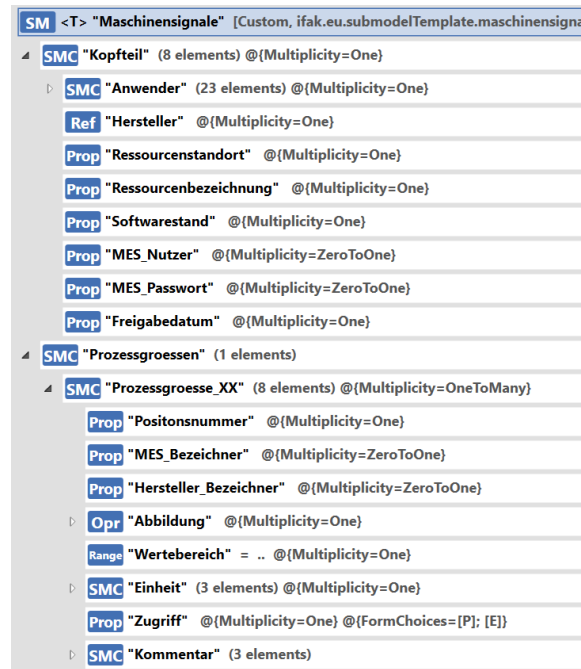 SM <T> "Maschinensignale" [Custom, ifak.eu.submodelTemplate.maschinensigna
SMC "Kopfteil" (8 elements) @{Multiplicity=One}
SMC "Anwender" (23 elements) @{Multiplicity=One}
Ref "Hersteller" @{Multiplicity=One}
Prop "Ressourcenstandort" @{Multiplicity=One}
Prop "Ressourcenbezeichnung" @{Multiplicity=One}
Prop "Softwarestand" @{Multiplicity=One}
Prop "MES_Nutzer" @{Multiplicity=ZeroToOne}
Prop "MES_Passwort" @{Multiplicity=ZeroToOne}
Prop "Freigabedatum" @{Multiplicity=One}
SMC "Prozessgroessen" (1 elements)
SMC "Prozessgroesse_XX" (8 elements) @{Multiplicity=OneToMany}
Prop "Positonsnummer" @{Multiplicity=One}
Prop "MES_Bezeichner" @{Multiplicity=ZeroToOne}
Prop "Hersteller_Bezeichner" @{Multiplicity=ZeroToOne}
Opr "Abbildung" @{Multiplicity=One}
Range "Wertebereich" = .. @{Multiplicity=One}
SMC "Einheit" (3 elements) @{Multiplicity=One}
Prop "Zugriff" @{Multiplicity=One} @{FormChoices=[P]; [E]}
SMC "Kommentar" (3 elements)